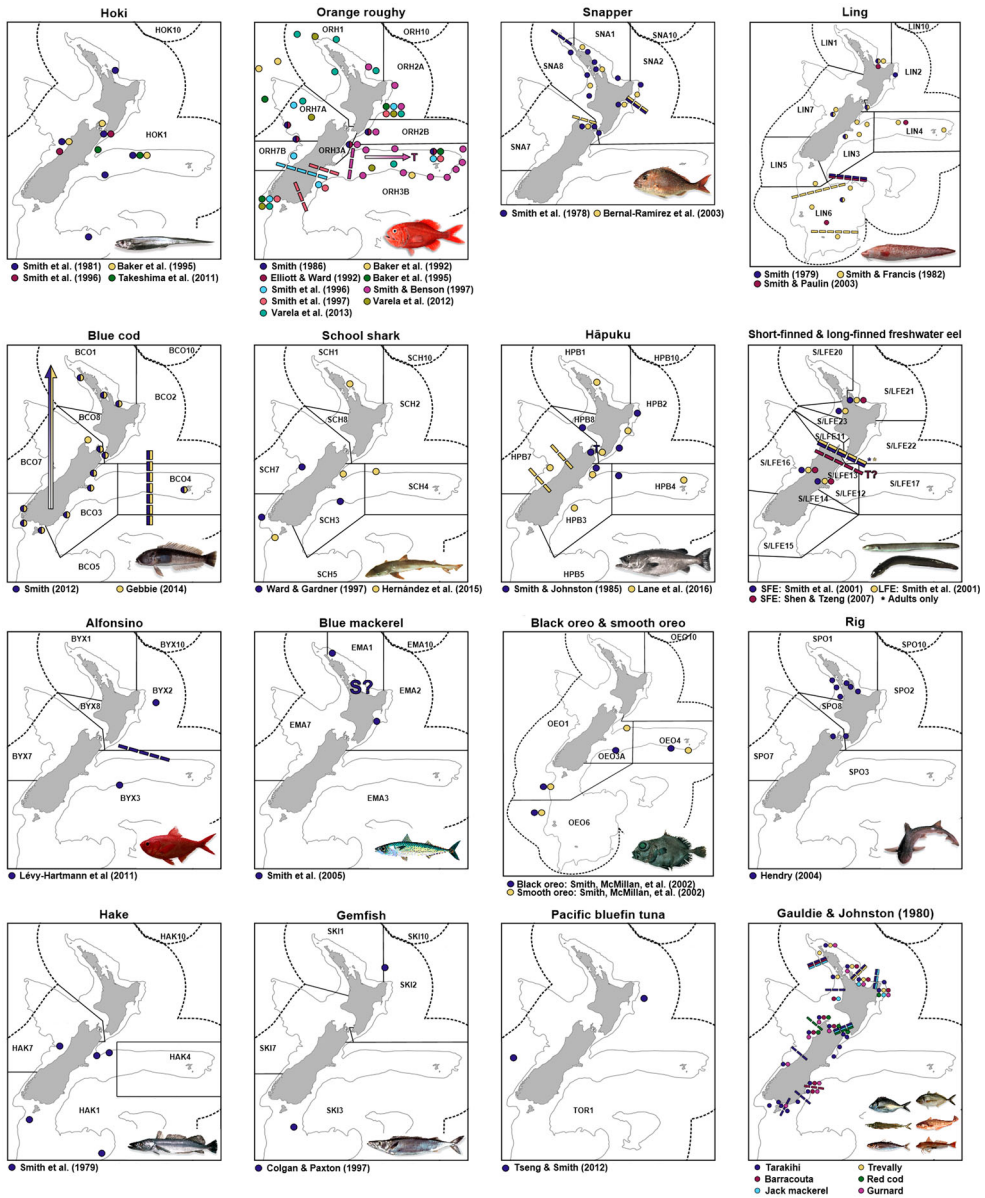 Hoki
HOK10
HOK1
Smith et al. (1981) Baker et al. (1995)
Smith et al. (1996) Takeshima et al. (2011)
Orange roughy
ORH1 ORH10
ORH2A
ORH7A
ORH2B
ORH7B ORH3A T
ORH3B
Smith (1986) Baker et al. (1992)
Elliott & Ward (1992) Baker et al. (1995)
Smith et al. (1996) Smith & Benson (1997)
Smith et al. (1997) Varela et al. (2012)
Varela et al. (2013)
Snapper
SNA1 SNA10
SNA8 SNA2
SNA7
Smith et al. (1978) Bernal-Ramirez et al. (2003)
Ling
LIN10
LIN1
LIN2
LIN7
LIN4
LIN5 LIN3
LIN6
Smith (1979) Smith & Francis (1982)
Smith & Paulin (2003)
Blue cod
BCO1 BCO10
BCO2
BCO8
BCO7
BCO4
BCO3
BCO5
Smith (2012) Gebbie (2014)
School shark
SCH1 SCH10
SCH2
SCH8
SCH7
SCH4
SCH3
SCH5
Ward & Gardner (1997) Hernàndez et al. (2015)
Hāpuku
HPB1 HPB10
HPB2
HPB8
HPB7 T
HPB4
HPB3
HPB5
Smith & Johnston (1985) Lane et al. (2016)
Short-finned & long-finned freshwater eel
S/LFE20
S/LFE21
S/LFE23
S/LFE11 S/LFE22
* *
S/LFE16 T?
S/LFE13 S/LFE17
S/LFE14 S/LFE12
S/LFE15
SFE: Smith et al. (2001) LFE: Smith et al. (2001)
SFE: Shen & Tzeng (2007) * Adults only
Alfonsino
BYX1 BYX10
BYX2
BYX8
BYX7
BYX3
Lévy-Hartmann et al (2011)
Blue mackerel
EMA1 EMA10
S?
EMA2
EMA7
EMA3
Smith et al. (2005)
Black oreo & smooth oreo
OEO10
OEO1
OEO4
OEO3A
OEO6
Black oreo: Smith, McMillan, et al. (2002)
Smooth oreo: Smith, McMillan, et al. (2002)
Rig
SPO1 SPO10
SPO2
SPO8
SPO7
SPO3
Hendry (2004)
Hake
HAK10
HAK7 HAK4
HAK1
Smith et al. (1979)
Gemfish
SKI1 SKI10
SKI2
SKI7
SKI3
Colgan & Paxton (1997)
Pacific bluefin tuna
TOR1
Tseng & Smith (2012)
Gauldie & Johnston (1980)
Tarakihi Trevally
Barracouta Red cod
Jack mackerel Gurnard